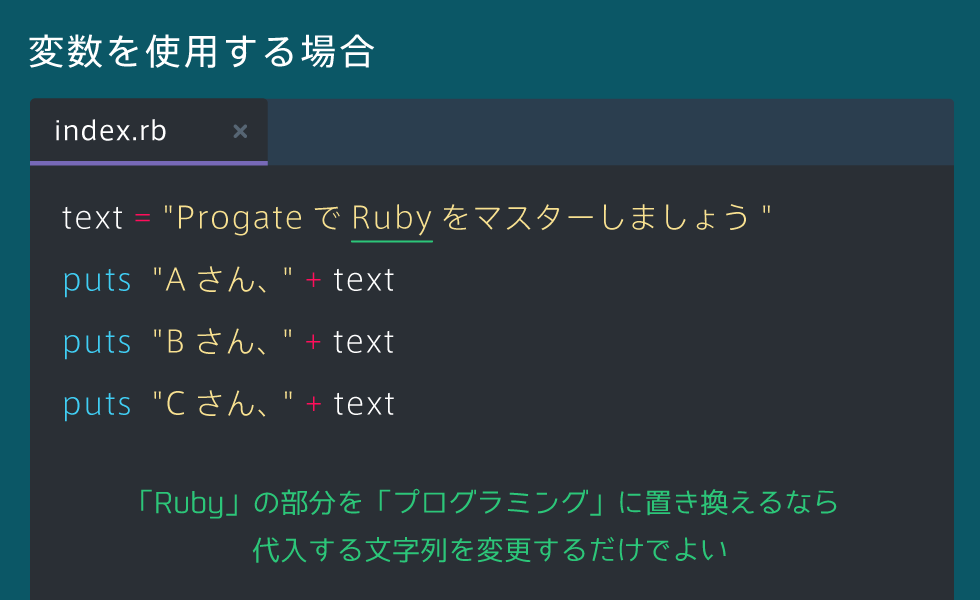 変数を使用する場合
index.rb ×
text = "Progate で Ruby をマスターしましょう "
puts "A さん、" + text
puts "B さん、" + text
puts "C さん、" + text
「Ruby」の部分を「プログラミング」に置き換えるなら
代入する文字列を変更するだけでよい